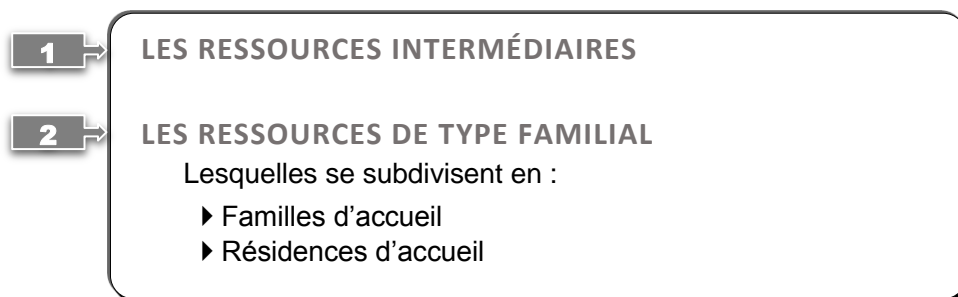 1 LES RESSOURCES INTERMÉDIAIRES
2 LES RESSOURCES DE TYPE FAMILIAL
Lesquelles se subdivisent en :
Familles d’accueil
Résidences d’accueil